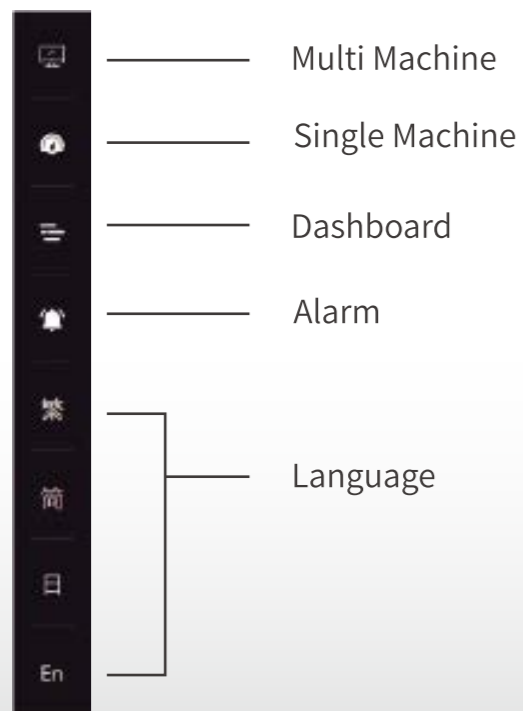 Multi Machine
Single Machine
Dashboard
Alarm
繁
简
日
En
Language